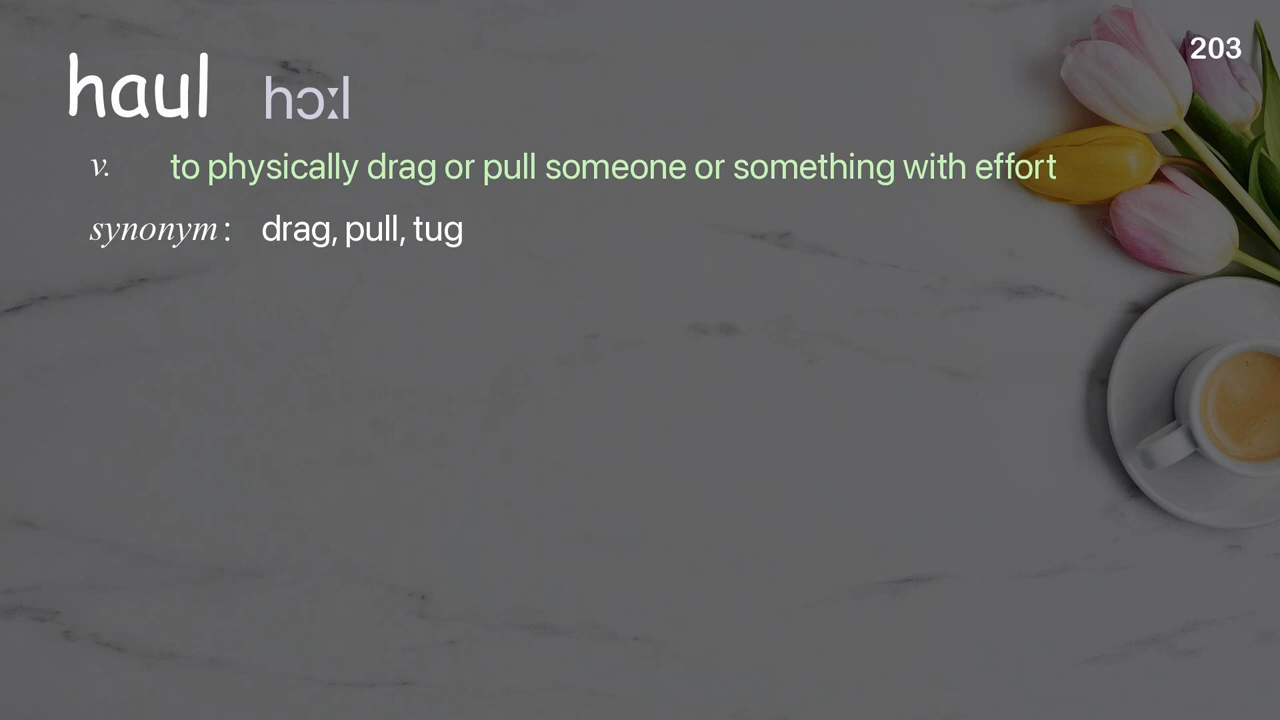 203
haul hɔːl
v. to physically drag or pull someone or something with effort
synonym : drag, pull, tug